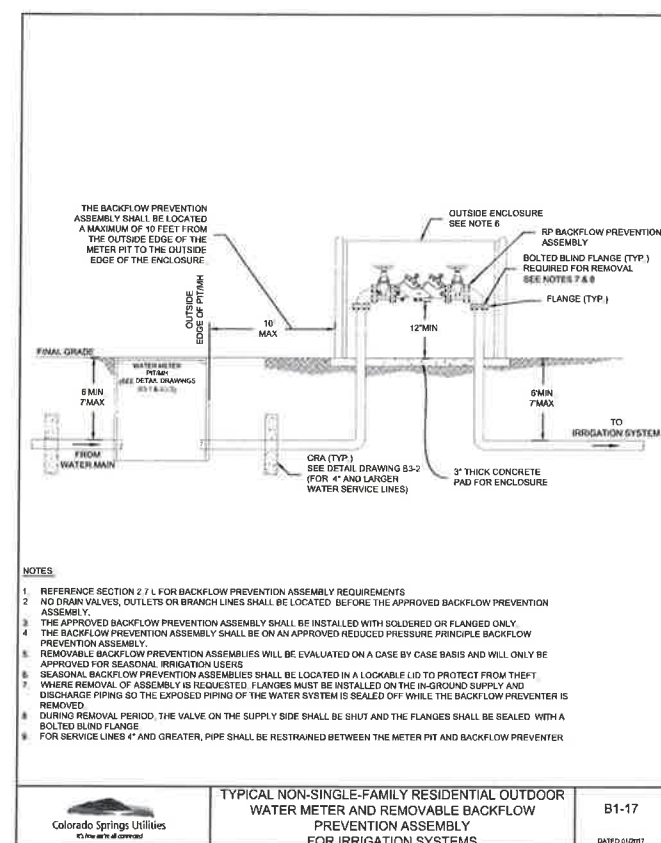 THE BACKFLOW PREVENTION
ASSEMBLY SHALL BE LOCATED
A MAXIMUM OF 10 FEET FROM
THE OUTSIDE EDGE OF THE
METER PIT TO THE OUTSIDE
EDGE OF THE ENCLOSURE
OUTSIDE
EDGE OF PIT/MH
10'
MAX
OUTSIDE ENCLOSURE
SEE NOTE 6
RP BACKFLOW PREVENTION
ASSEMBLY
BOLTED BLIND FLANGE (TYP.)
REQUIRED FOR REMOVAL
SEE NOTES 7 & 8
FLANGE (TYP.)
12"MIN
FINAL GRADE
WATER METER
PIT/MH
(SEE DETAIL DRAWINGS
6 MIN
7'MAX
6'MIN
7'MAX
FROM
WATER MAIN
TO
IRRIGATION SYSTEM
CRA (TYP.)
SEE DETAIL DRAWING B3-2
(FOR 4" AND LARGER
WATER SERVICE LINES)
3" THICK CONCRETE
PAD FOR ENCLOSURE
NOTES
1. REFERENCE SECTION 2.7 L FOR BACKFLOW PREVENTION ASSEMBLY REQUIREMENTS
2 NO DRAIN VALVES, OUTLETS OR BRANCH LINES SHALL BE LOCATED BEFORE THE APPROVED BACKFLOW PREVENTION
ASSEMBLY.
3. THE APPROVED BACKFLOW PREVENTION ASSEMBLY SHALL BE INSTALLED WITH SOLDERED OR FLANGED ONLY
4 THE BACKFLOW PREVENTION ASSEMBLY SHALL BE ON AN APPROVED REDUCED PRESSURE PRINCIPLE BACKFLOW
PREVENTION ASSEMBLY.
5. REMOVABLE BACKFLOW PREVENTION ASSEMBLIES WILL BE EVALUATED ON A CASE BY CASE BASIS AND WILL ONLY BE
APPROVED FOR SEASONAL IRRIGATION USERS
6. SEASONAL BACKFLOW PREVENTION ASSEMBLIES SHALL BE LOCATED IN A LOCKABLE LID TO PROTECT FROM THEFT
7. WHERE REMOVAL OF ASSEMBLY IS REQUESTED, FLANGES MUST BE INSTALLED ON THE IN-GROUND SUPPLY AND
DISCHARGE PIPING SO THE EXPOSED PIPING OF THE WATER SYSTEM IS SEALED OFF WHILE THE BACKFLOW PREVENTER IS
REMOVED
8 DURING REMOVAL PERIOD, THE VALVE ON THE SUPPLY SIDE SHALL BE SHUT AND THE FLANGES SHALL BE SEALED WITH A
BOLTED BLIND FLANGE
9. FOR SERVICE LINES 4" AND GREATER, PIPE SHALL BE RESTRAINED BETWEEN THE METER PIT AND BACKFLOW PREVENTER
Colorado Springs Utilities
It's how we're all connected
TYPICAL NON-SINGLE-FAMILY RESIDENTIAL OUTDOOR
WATER METER AND REMOVABLE BACKFLOW
PREVENTION ASSEMBLY
FOR IRRIGATION SYSTEMS
B1-17
DATED 01/2017